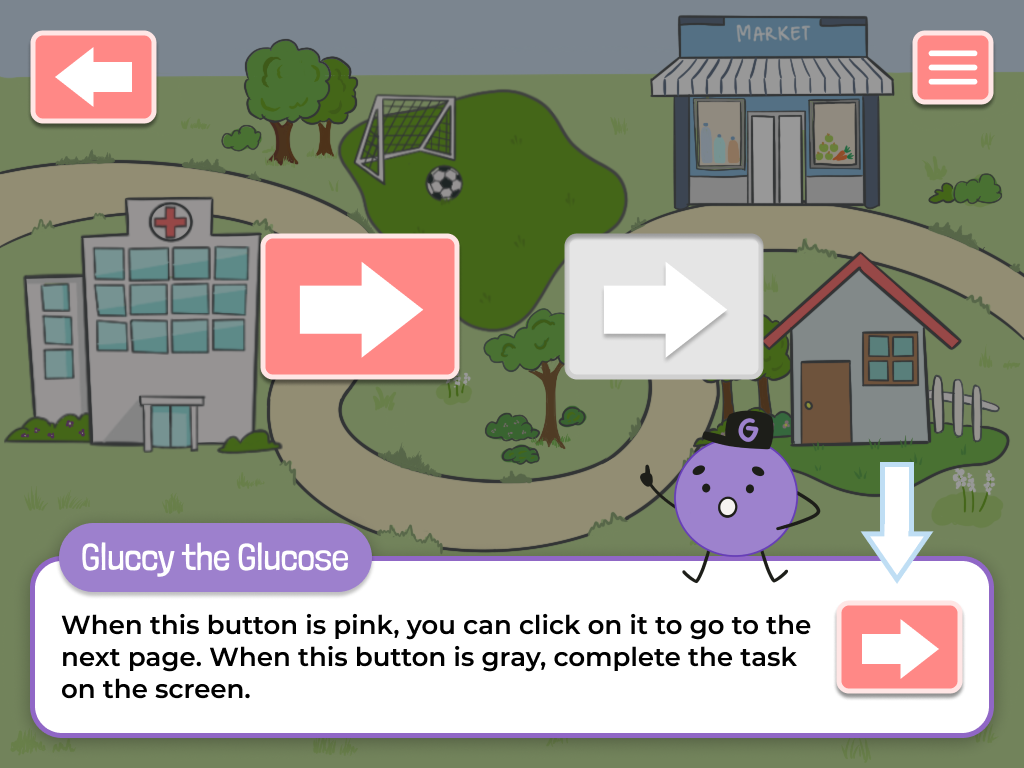 MARKET
G
Gluccy the Glucose
When this button is pink, you can click on it to go to the
next page. When this button is gray, complete the task
on the screen.